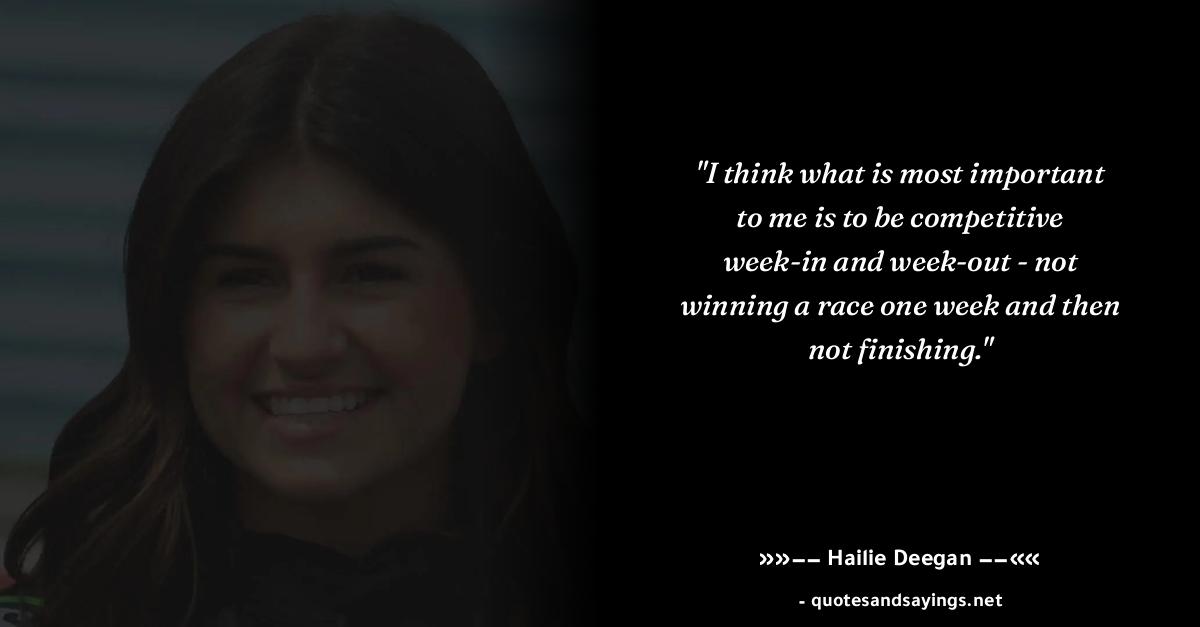 "I think what is most important
to me is to be competitive
week-in and week-out - not
winning a race one week and then
not finishing."
»»–– Hailie Deegan ––««
- quotesandsayings.net